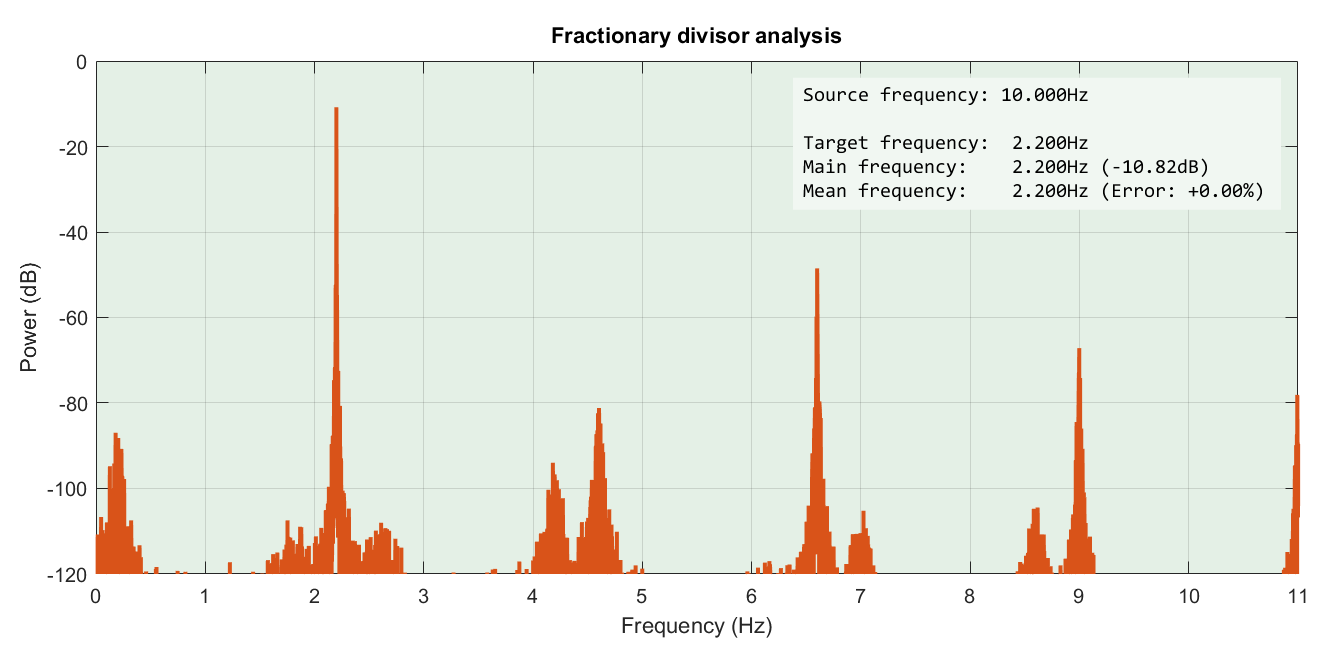 Fractionary divisor analysis
Source frequency: 10.000Hz
Target frequency:  2.200Hz
Main frequency:    2.200Hz (-10.82dB)
Mean frequency:    2.200Hz (Error: +0.00%)
Power (dB)
0
-20
-40
-60
-80
-100
-120
0 1 2 3 4 5 6 7 8 9 10 11
Frequency (Hz)